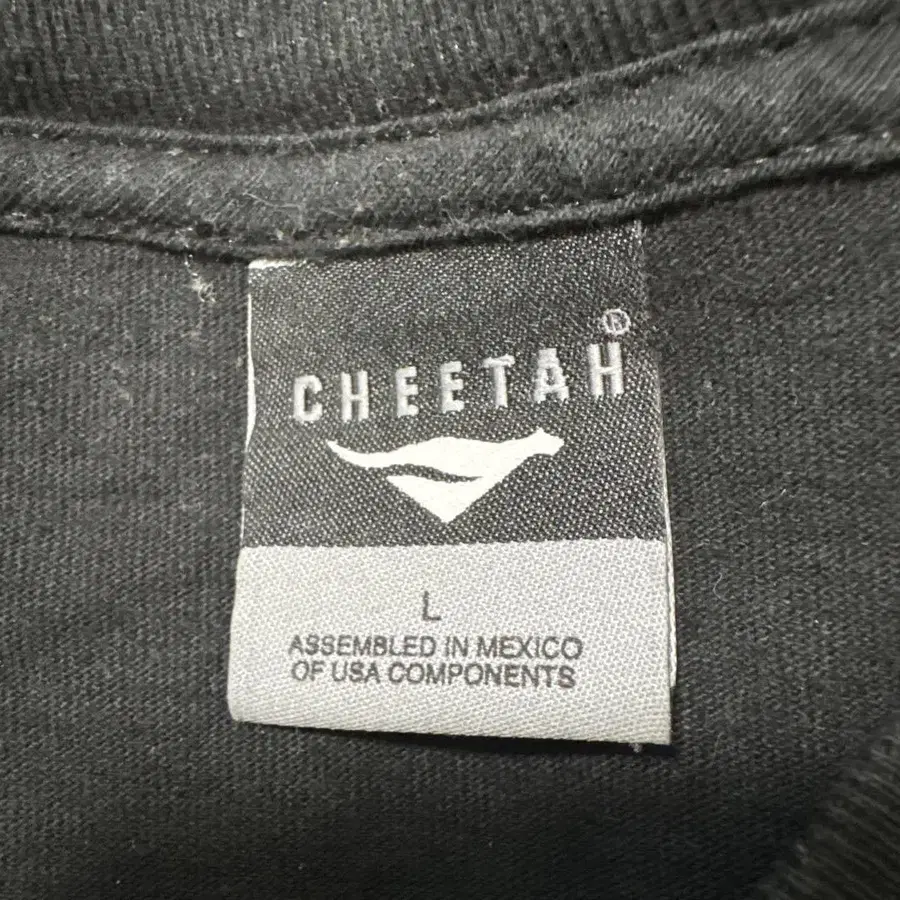 CHEETAH®
L
ASSEMBLED IN MEXICO
OF USA COMPONENTS